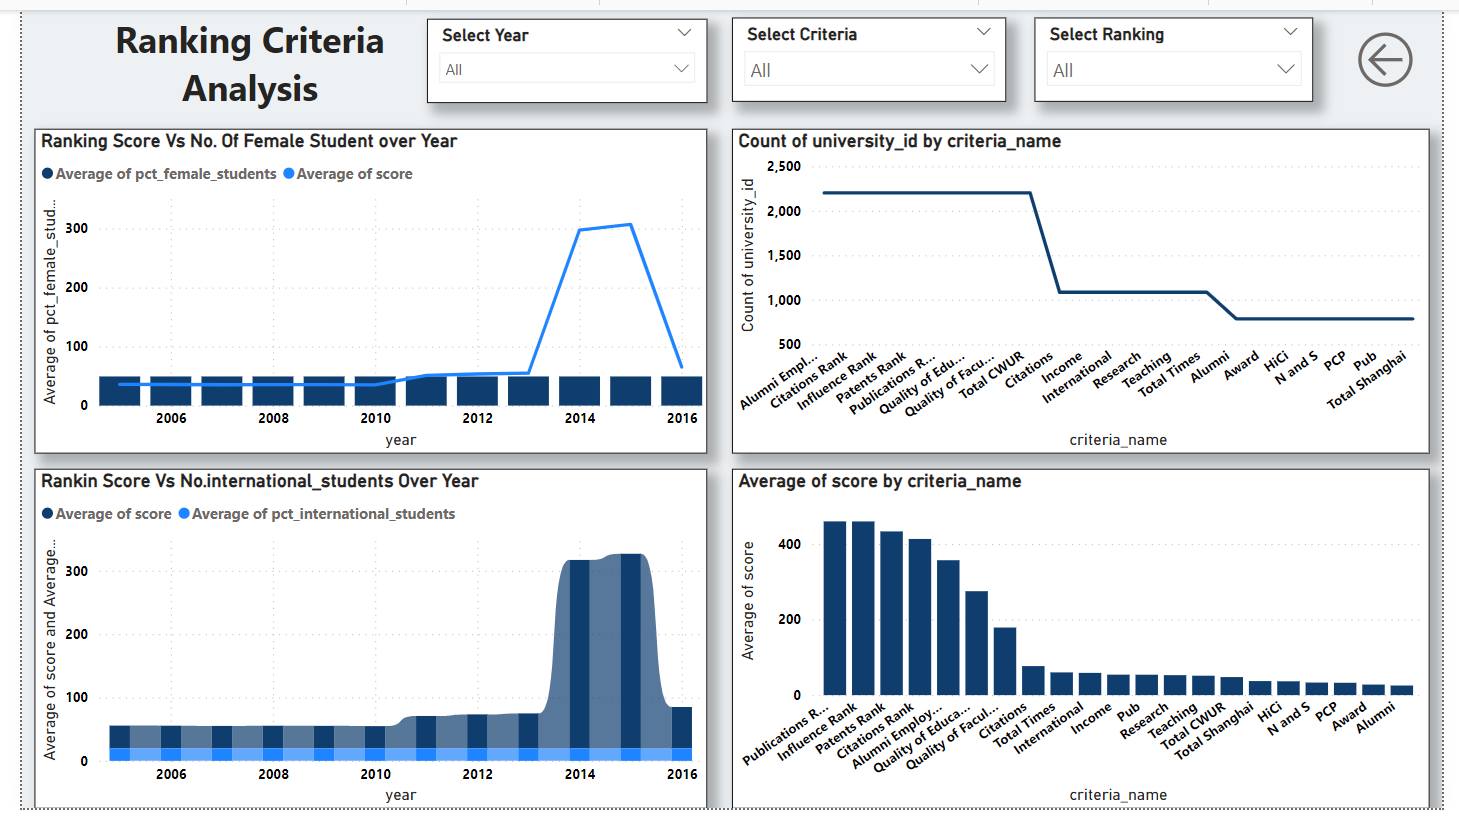 Ranking Criteria
Analysis
Select Year
All
Select Criteria
All
Select Ranking
All
Ranking Score Vs No. Of Female Student over Year
Average of pct_female_students Average of score
Average of pct_female_stud...
300
200
100
0
2006 2008 2010 2012 2014 2016
year
Count of university_id by criteria_name
Count of university_id
2,500
2,000
1,500
1,000
500
Alumni Empl...
Citations Rank
Influence Rank
Patents Rank
Publications R...
Quality of Edu...
Quality of Facu...
Total CWUR
Citations
Income
International
Research
Teaching
Total Times
Alumni
Award
HiCi
N and S
PCP
Pub
Total Shanghai
criteria_name
Rankin Score Vs No.international_students Over Year
Average of score Average of pct_international_students
Average of score and Average...
300
200
100
0
2006 2008 2010 2012 2014 2016
year
Average of score by criteria_name
Average of score
400
200
0
Publications R...
Influence Rank
Patents Rank
Citations Rank
Alumni Employ...
Quality of Educa...
Quality of Facul...
Citations
Total Times
International
Income
Pub
Research
Teaching
Total CWUR
Total Shanghai
HiCi
N and S
PCP
Award
Alumni
criteria_name